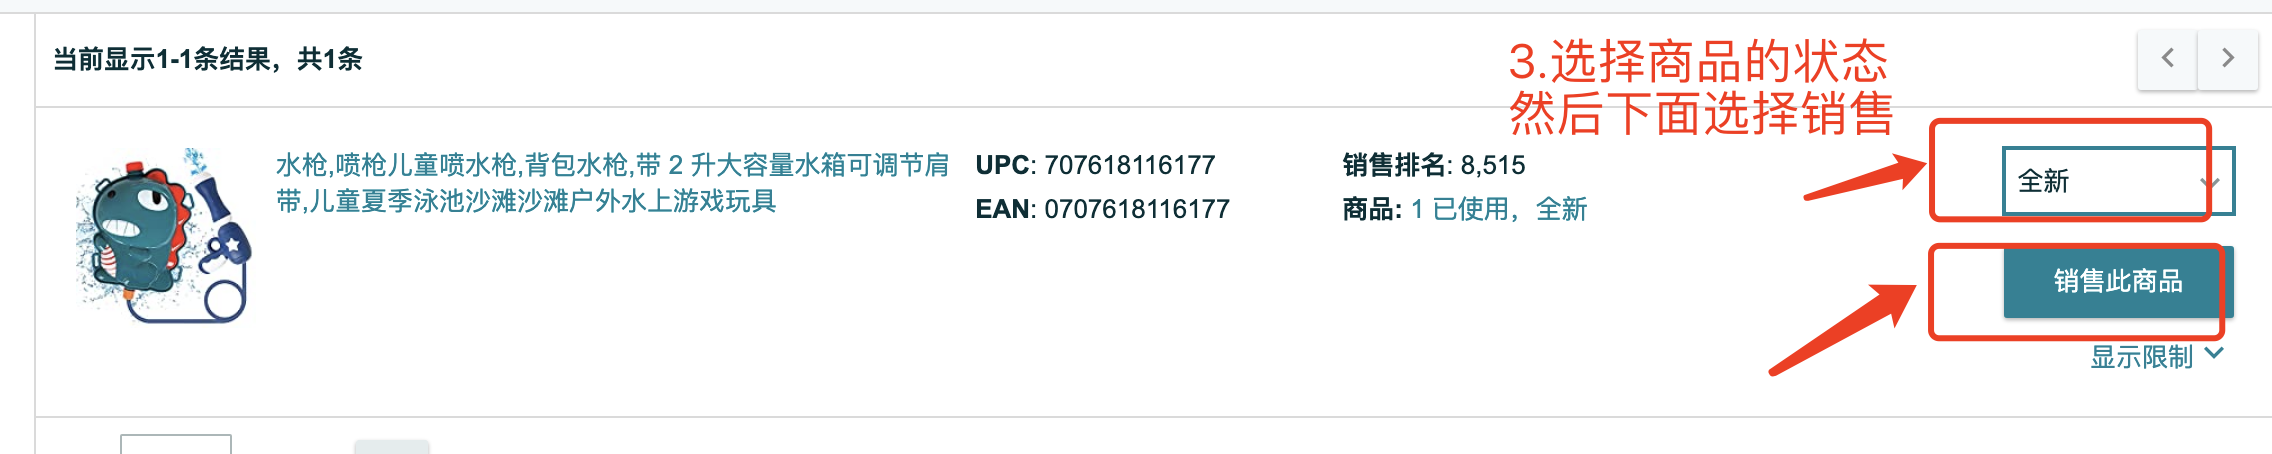 当前显示1-1条结果，共1条
3.选择商品的状态
然后下面选择销售
水枪,喷枪儿童喷水枪,背包水枪,带 2 升大容量水箱可调节肩
带,儿童夏季泳池沙滩沙滩户外水上游戏玩具
UPC: 707618116177
EAN: 0707618116177
销售排名: 8,515
商品: 1 已使用，全新
全新
销售此商品
显示限制